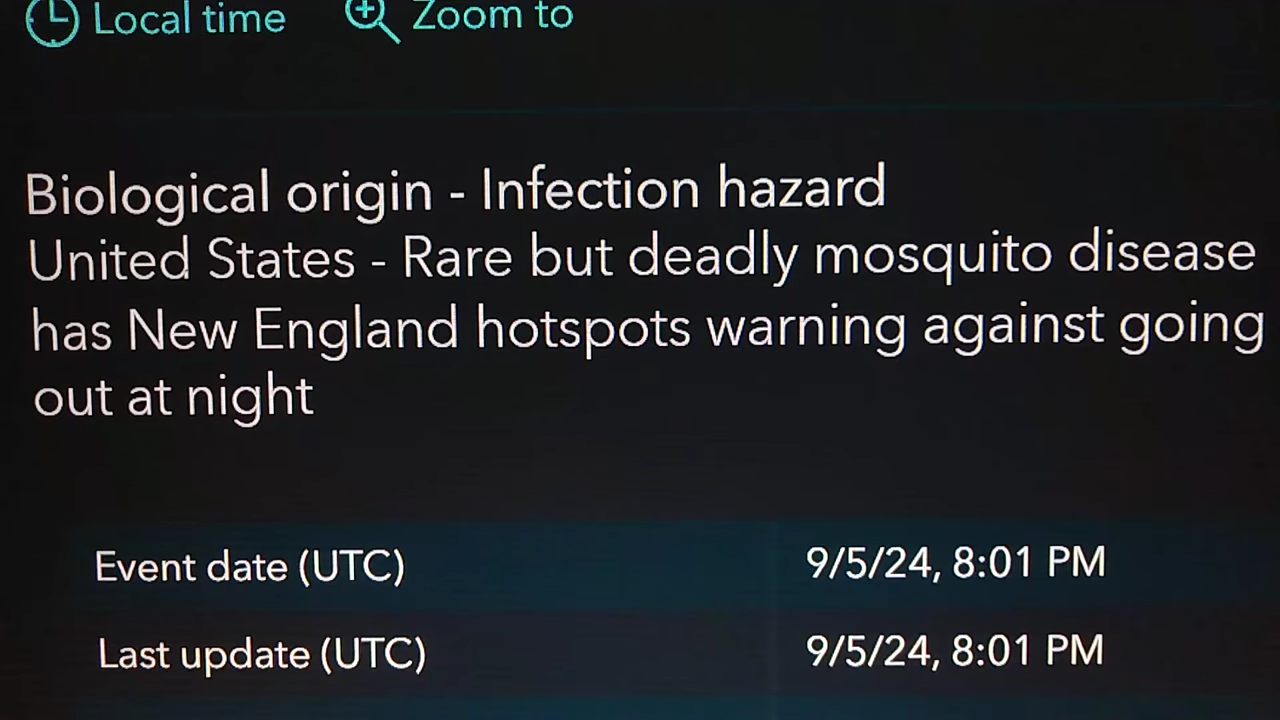 Local time Zoom to
Biological origin - Infection hazard
United States - Rare but deadly mosquito disease
has New England hotspots warning against going
out at night
Event date (UTC) 9/5/24, 8:01 PM
Last update (UTC) 9/5/24, 8:01 PM